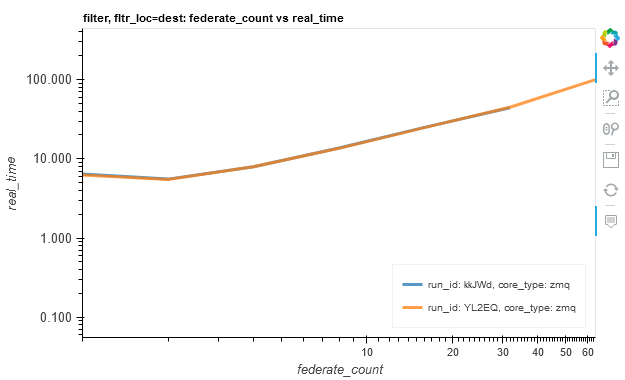 filter, fltr_loc=dest: federate_count vs real_time
100.000
10.000
1.000
0.100
real_time
run_id: kkJWd, core_type: zmq
run_id: YL2EQ, core_type: zmq
10
20
30
40
50
60
federate_count